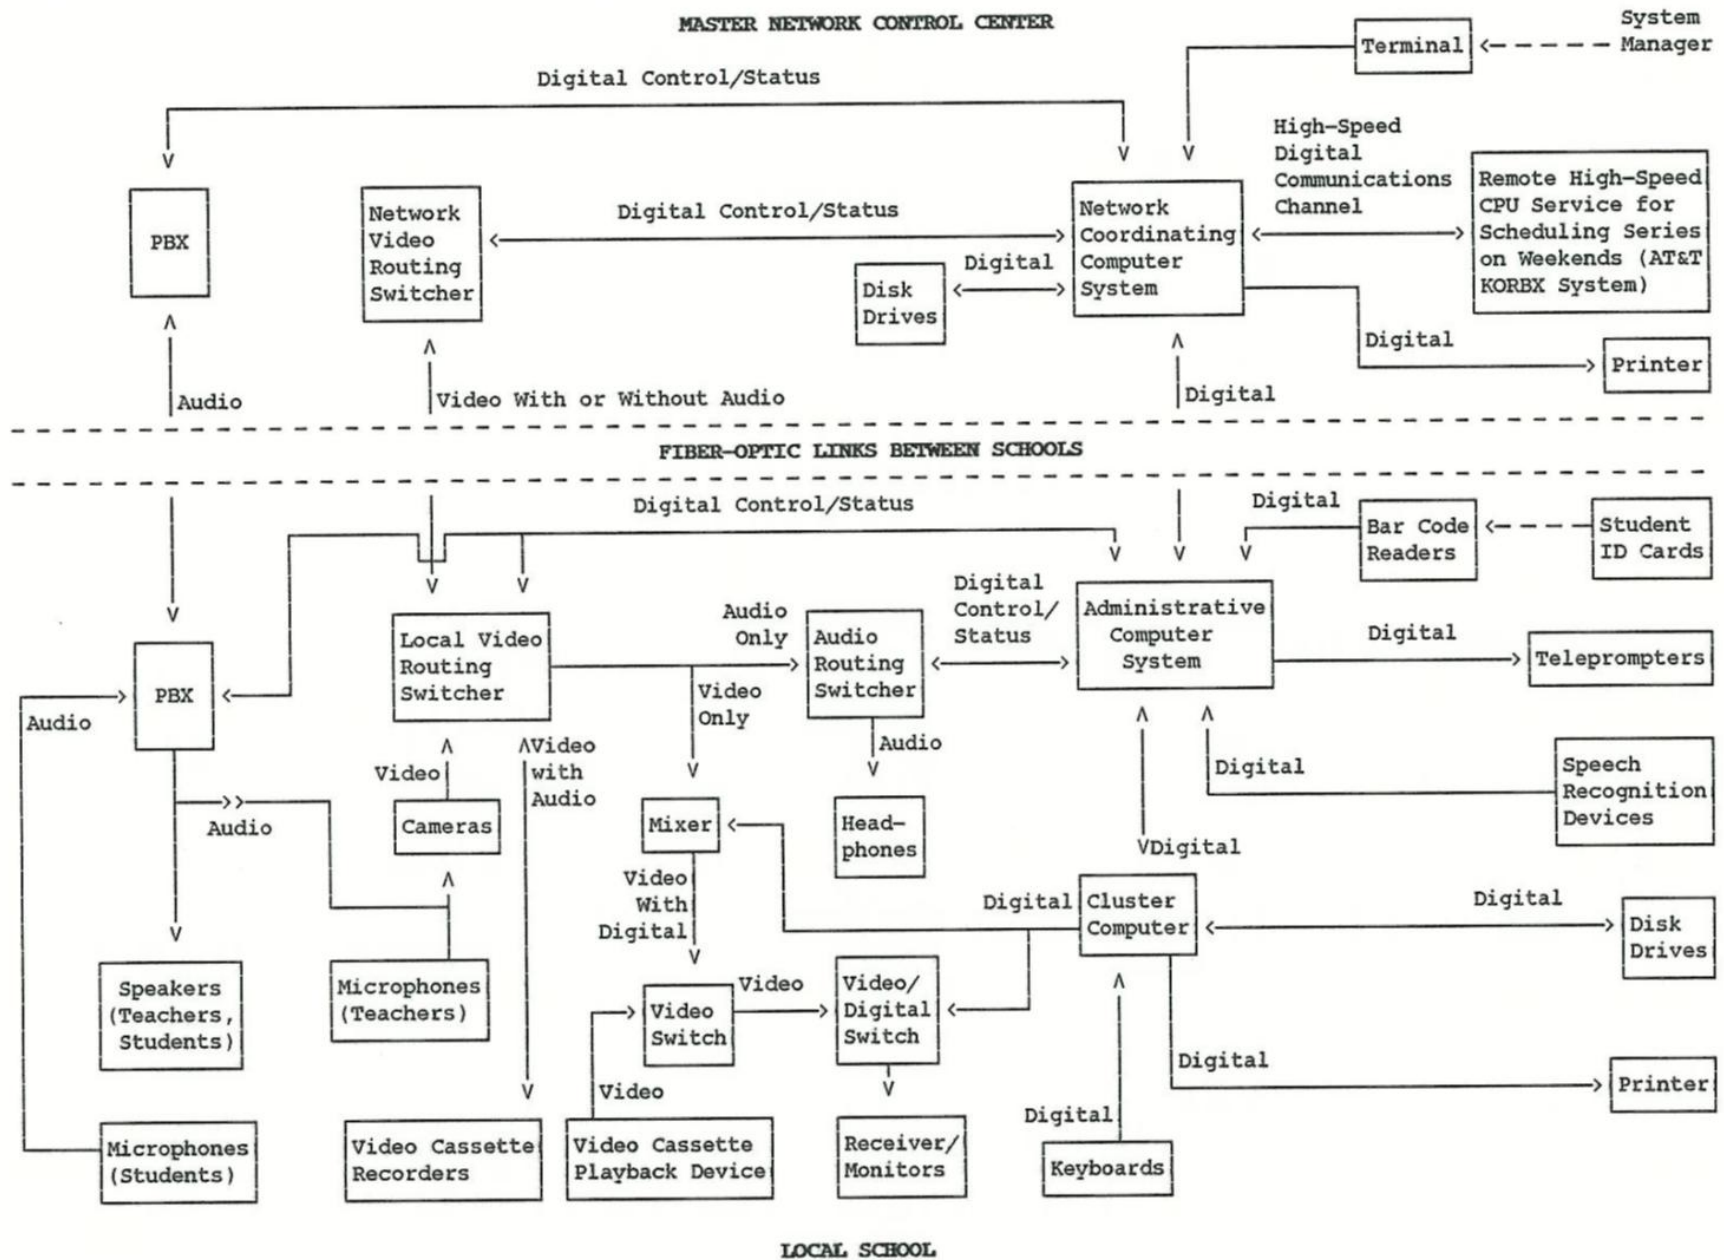 MASTER NETWORK CONTROL CENTER
System
Manager
Terminal
Digital Control/Status
High-Speed
Digital
Communications
Channel
Remote High-Speed
CPU Service for
Scheduling Series
on Weekends (AT&T
KORBX System)
PBX
Network
Video
Routing
Switcher
Digital Control/Status
Network
Coordinating
Computer
System
Digital
Disk
Drives
Digital
Printer
Audio
Video With or Without Audio
Digital
FIBER-OPTIC LINKS BETWEEN SCHOOLS
Digital Control/Status
Digital
Bar Code
Readers
Student
ID Cards
PBX
Local Video
Routing
Switcher
Audio
Only
Audio
Routing
Switcher
Digital
Control/
Status
Administrative
Computer
System
Digital
Teleprompters
Audio
Video
Only
Audio
Video
Video
with
Audio
Digital
Speech
Recognition
Devices
Audio
Cameras
Mixer
Head-
phones
Digital
Video
With
Digital
Digital
Cluster
Computer
Digital
Disk
Drives
Speakers
(Teachers,
Students)
Microphones
(Teachers)
Video
Switch
Video
Video/
Digital
Switch
Digital
Printer
Video
Digital
Microphones
(Students)
Video Cassette
Recorders
Video Cassette
Playback Device
Receiver/
Monitors
Keyboards
LOCAL SCHOOL